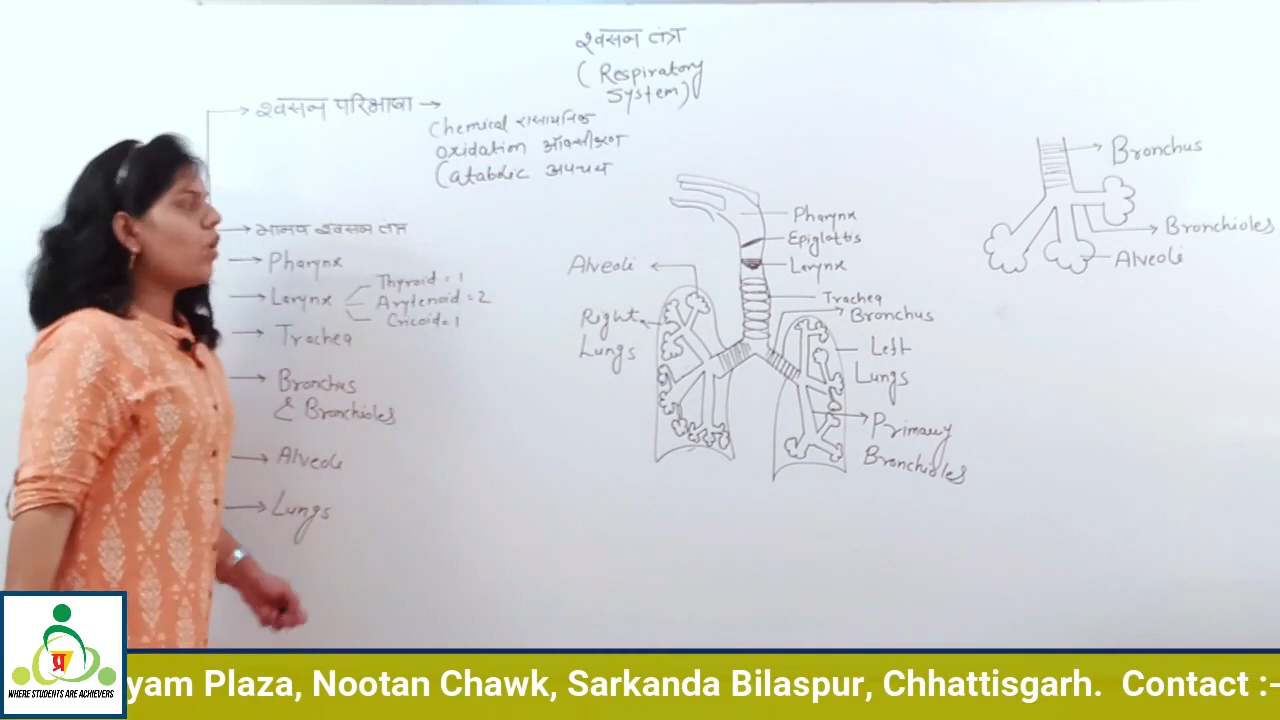 श्वसन तंत्र
(Respiratory
System)
श्वसन परिभाषा →
Chemical रासायनिक
Oxidation ऑक्सीकरण
Catabolic अपचय
मानव श्वसन तंत्र
Pharynx
Larynx
Thyroid = 1
Arytenoid = 2
Cricoid = 1
Trachea
Bronchus
& Bronchioles
Alveoli
Lungs
Pharynx
Epiglottis
Larynx
Alveoli
Trachea
Bronchus
Right
Lungs
Left
Lungs
Primary
Bronchioles
Bronchus
Bronchioles
Alveoli
प्र
WHERE STUDENTS ARE ACHIEVERS
yam Plaza, Nootan Chawk, Sarkanda Bilaspur, Chhattisgarh. Contact :-